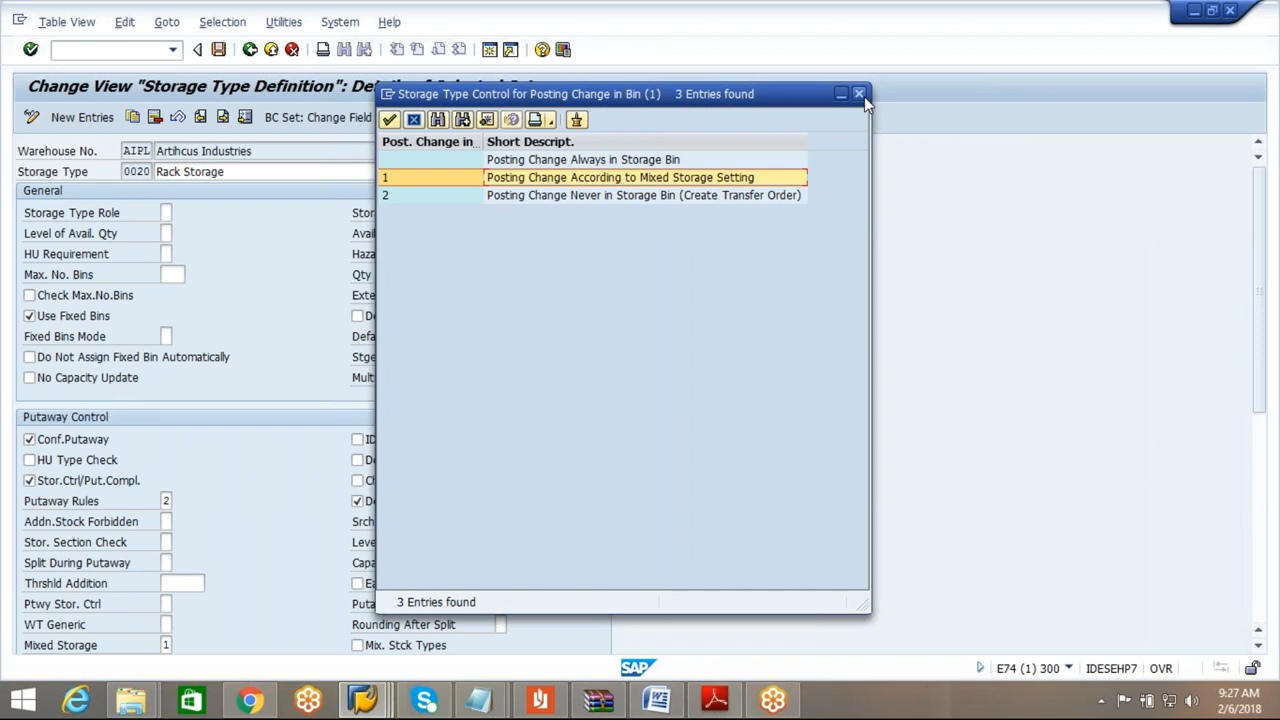 Table View Edit Goto Selection Utilities System Help
Change View "Storage Type Definition":
New Entries BC Set: Change Field
Warehouse No. AIPL Artihcus Industries
Storage Type 0020 Rack Storage
General
Storage Type Role
Level of Avail. Qty
HU Requirement
Max. No. Bins
Qty
Check Max.No.Bins
Use Fixed Bins
Fixed Bins Mode
Do Not Assign Fixed Bin Automatically
No Capacity Update
Putaway Control
Conf.Putaway
HU Type Check
Stor.Ctrl/Put.Compl.
Putaway Rules 2
Addn.Stock Forbidden
Stor. Section Check
Split During Putaway
Thrshld Addition
Ptwy Stor. Ctrl
WT Generic Rounding After Split
Mixed Storage 1 Mix. Stck Types
Storage Type Control for Posting Change in Bin (1) 3 Entries found
Post. Change in... Short Descript.
Posting Change Always in Storage Bin
1 Posting Change According to Mixed Storage Setting
2 Posting Change Never in Storage Bin (Create Transfer Order)
3 Entries found
SAP
E74 (1) 300 IDESEHP7 OVR
9:27 AM
2/6/2018